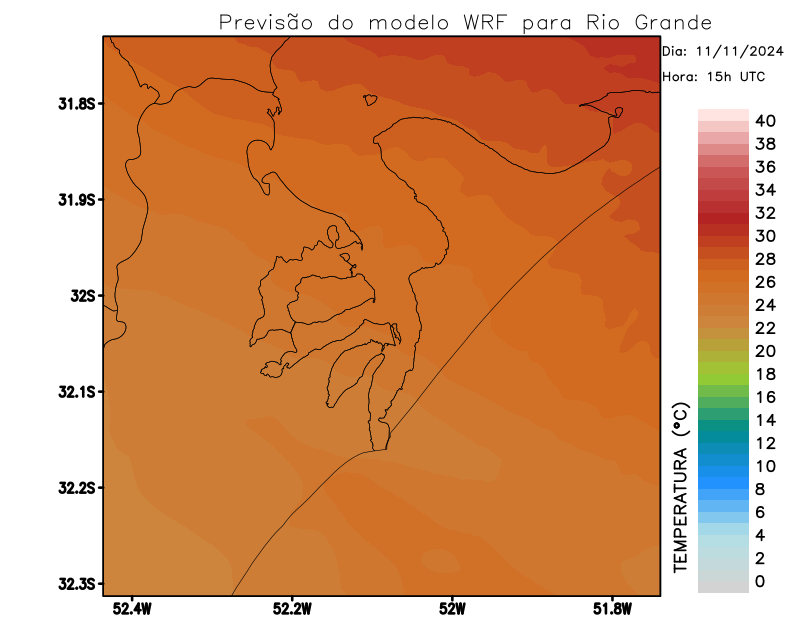 Previsão do modelo WRF para Rio Grande
Dia: 11/11/2024
Hora: 15h UTC
31.8S
31.9S
32S
32.1S
32.2S
32.3S
52.4W
52.2W
52W
51.8W
TEMPERATURA (°C)
40
38
36
34
32
30
28
26
24
22
20
18
16
14
12
10
8
6
4
2
0